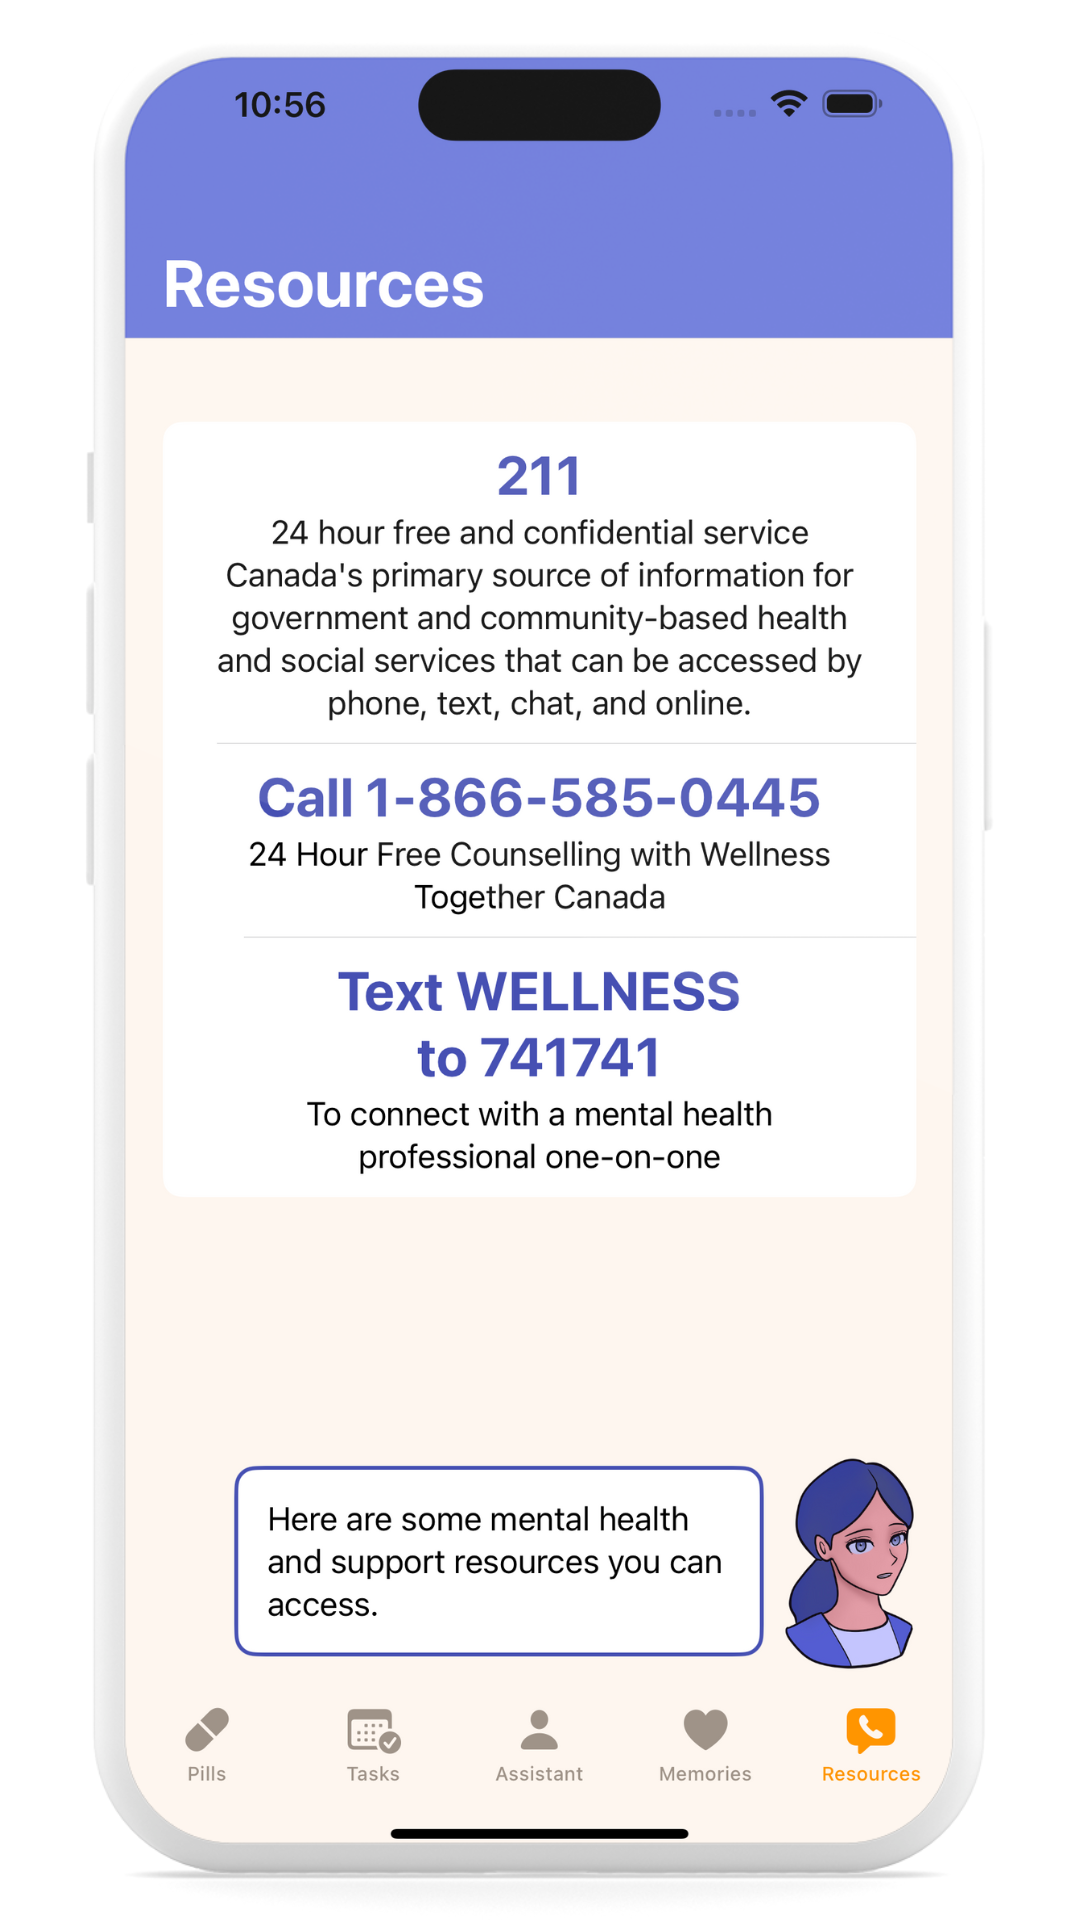 10:56
Resources
211
24 hour free and confidential service
Canada's primary source of information for
government and community-based health
and social services that can be accessed by
phone, text, chat, and online.
Call 1-866-585-0445
24 Hour Free Counselling with Wellness
Together Canada
Text WELLNESS
to 741741
To connect with a mental health
professional one-on-one
Here are some mental health
and support resources you can
access.
Pills
Tasks
Assistant
Memories
Resources